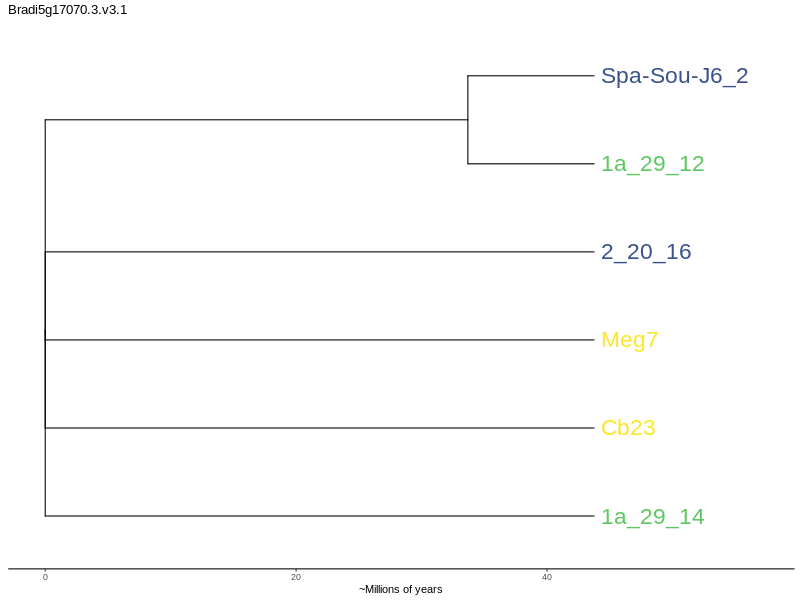 Bradi5g17070.3.v3.1
Spa-Sou-J6_2
1a_29_12
2_20_16
Meg7
Cb23
1a_29_14
0 20 40
~Millions of years